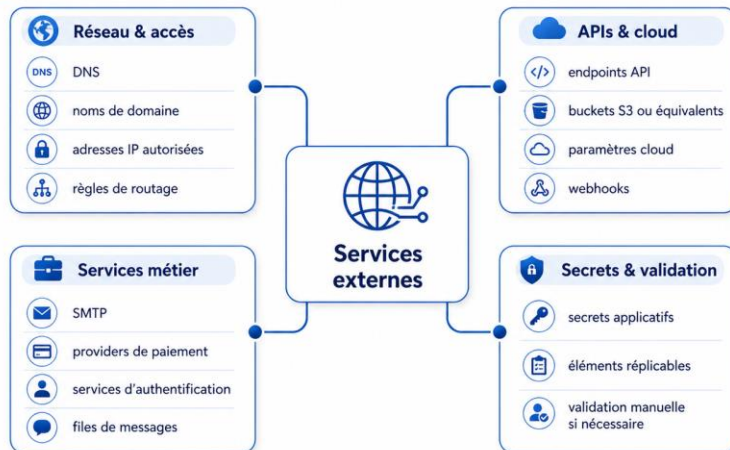 Réseau & accès
DNS
DNS
noms de domaine
adresses IP autorisées
règles de routage
APIs & cloud
</>
endpoints API
buckets S3 ou équivalents
paramètres cloud
webhooks
Services
externes
Services métier
SMTP
providers de paiement
services d’authentification
files de messages
Secrets & validation
secrets applicatifs
éléments réplicables
validation manuelle
si nécessaire